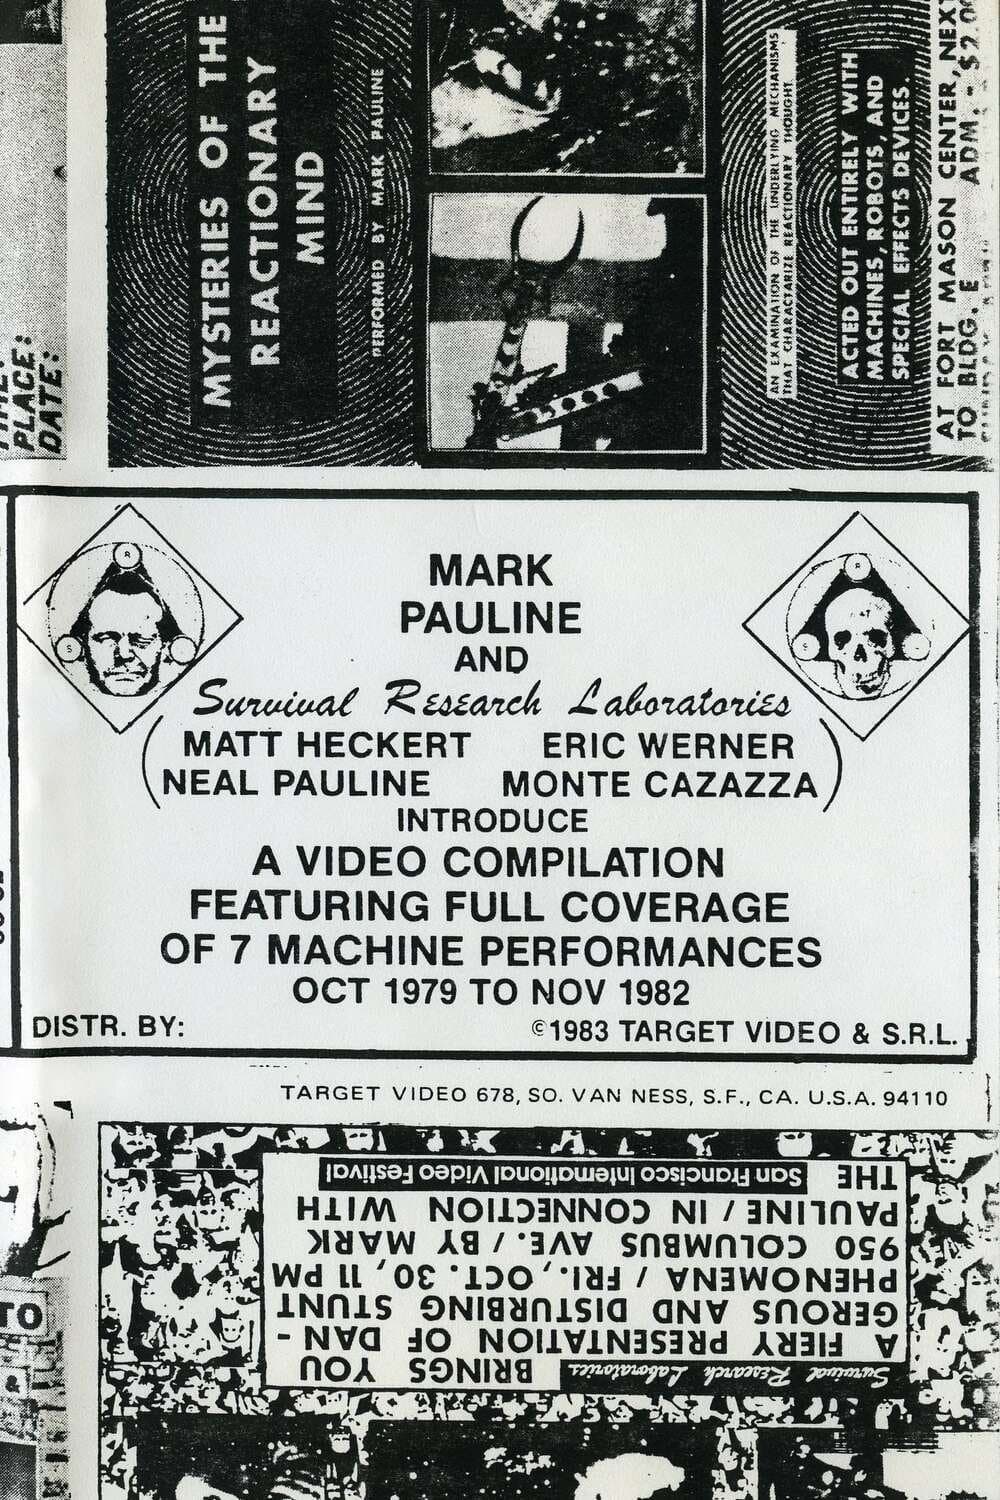 MYSTERIES OF THE
REACTIONARY
MIND
PERFORMED BY MARK PAULINE
AN EXAMINATION OF THE UNDERLYING MECHANISMS
THAT CHARACTARIZE REACTIONARY THOUGHT
ACTED OUT ENTIRELY WITH
MACHINES, ROBOTS, AND
SPECIAL EFFECTS DEVICES.
AT FORT MASON CENTER, NEXT
TO BLDG. E ADM. - $2.00
PLACE:
DATE:
MARK
PAULINE
AND
Survival Research Laboratories
MATT HECKERT ERIC WERNER
NEAL PAULINE MONTE CAZAZZA
INTRODUCE
A VIDEO COMPILATION
FEATURING FULL COVERAGE
OF 7 MACHINE PERFORMANCES
OCT 1979 TO NOV 1982
DISTR. BY: ©1983 TARGET VIDEO & S.R.L.
TARGET VIDEO 678, SO. VAN NESS, S.F., CA. U.S.A. 94110
Survival Research Laboratories BRINGS YOU
A FIERY PRESENTATION OF DAN-
GEROUS AND DISTURBING STUNT
PHENOMENA / FRI., OCT. 30, 11 PM
950 COLUMBUS AVE. / BY MARK
PAULINE / IN CONNECTION WITH
THE San Francisco International Video Festival
TO
&